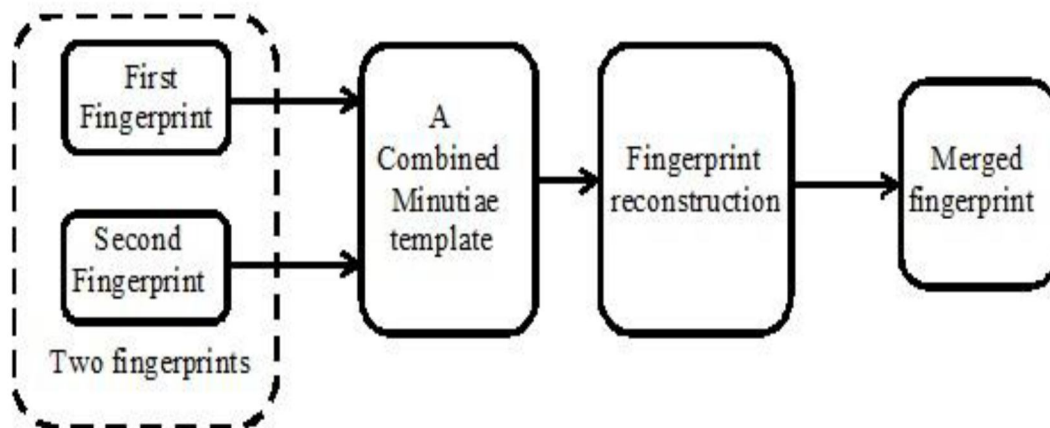 First
Fingerprint
Second
Fingerprint
Two fingerprints
A
Combined
Minutiae
template
Fingerprint
reconstruction
Merged
fingerprint